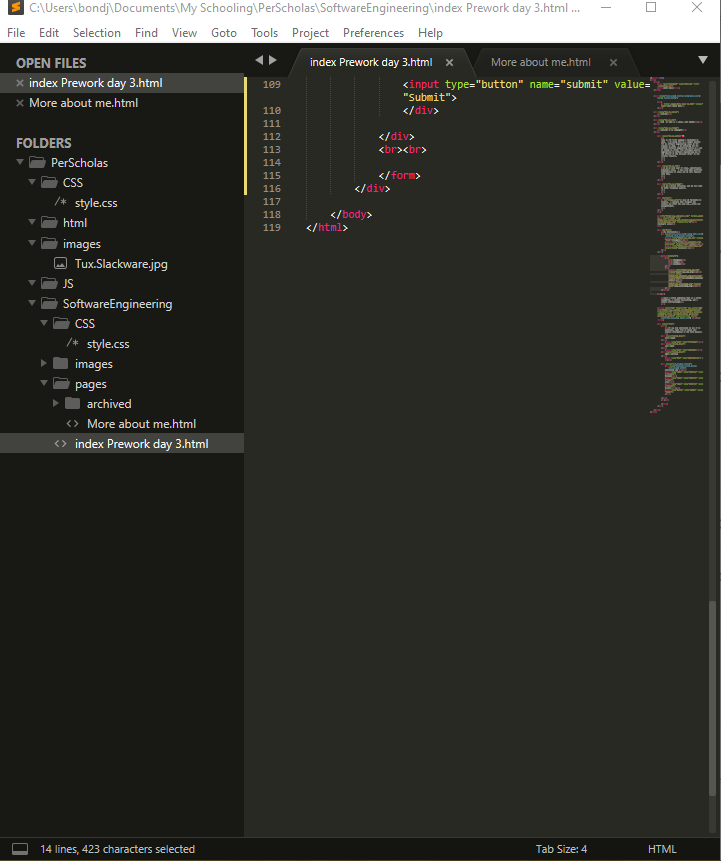 C:\Users\bondj\Documents\My Schooling\PerScholas\SoftwareEngineering\index Prework day 3.html ...
File Edit Selection Find View Goto Tools Project Preferences Help
OPEN FILES
index Prework day 3.html
More about me.html
FOLDERS
PerScholas
CSS
/* style.css
html
images
Tux.Slackware.jpg
JS
SoftwareEngineering
CSS
/* style.css
images
pages
archived
<> More about me.html
<> index Prework day 3.html
index Prework day 3.html More about me.html
109 <input type="button" name="submit" value=
"Submit">
110 </div>
111
112 </div>
113 <br><br>
114
115 </form>
116 </div>
117
118 </body>
119 </html>
14 lines, 423 characters selected Tab Size: 4 HTML